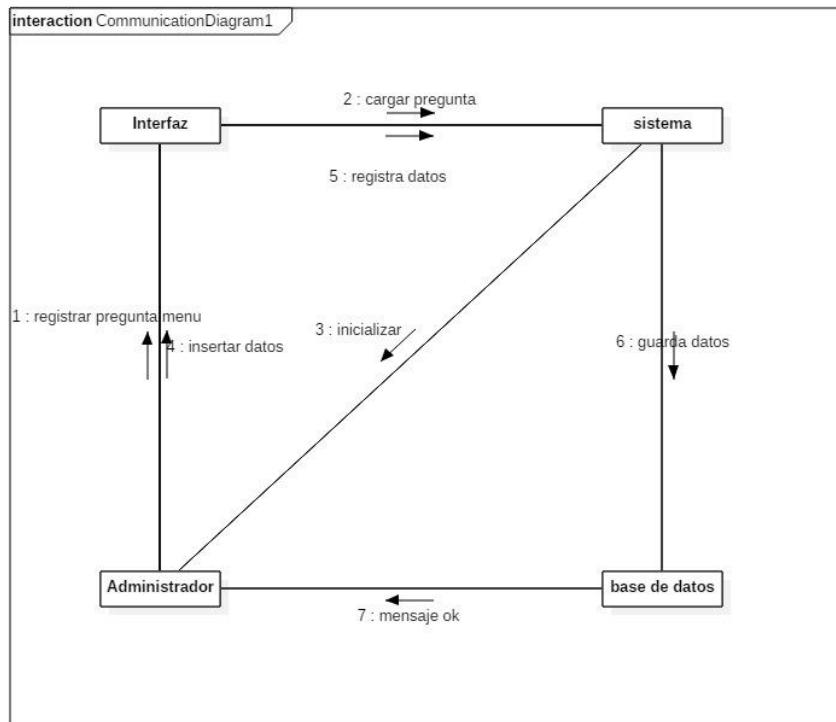 interaction CommunicationDiagram1
2 : cargar pregunta
Interfaz
sistema
5 : registra datos
1 : registrar pregunta menu
3 : inicializar
4 : insertar datos
6 : guarda datos
Administrador
base de datos
7 : mensaje ok